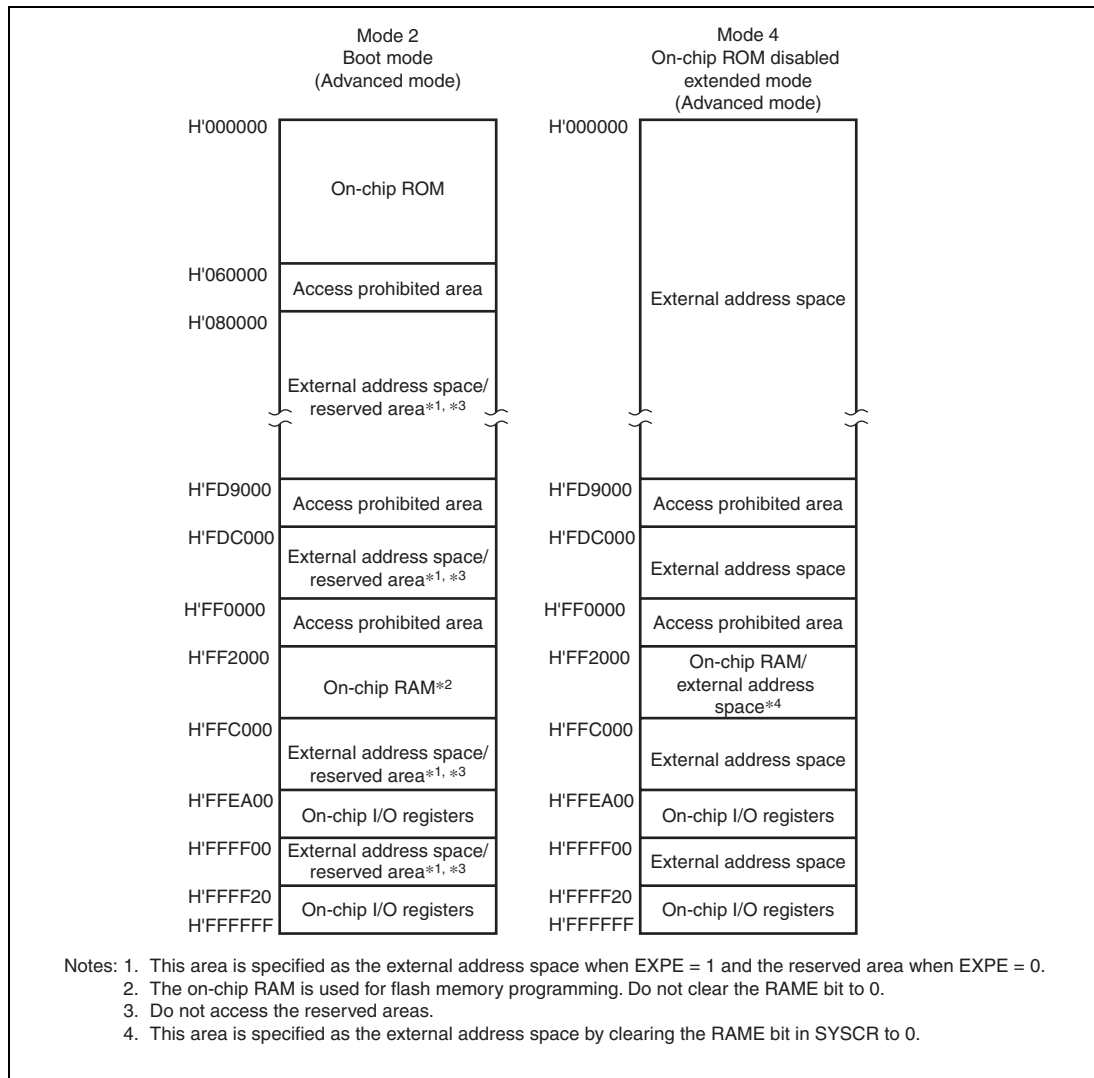 Mode 2
Boot mode
(Advanced mode)
H'000000
On-chip ROM
H'060000
Access prohibited area
H'080000
External address space/
reserved area*1, *3
H'FD9000
Access prohibited area
H'FDC000
External address space/
reserved area*1, *3
H'FF0000
Access prohibited area
H'FF2000
On-chip RAM*2
H'FFC000
External address space/
reserved area*1, *3
H'FFEA00
On-chip I/O registers
H'FFFF00
External address space/
reserved area*1, *3
H'FFFF20
On-chip I/O registers
H'FFFFFF
Mode 4
On-chip ROM disabled
extended mode
(Advanced mode)
H'000000
External address space
H'FD9000
Access prohibited area
H'FDC000
External address space
H'FF0000
Access prohibited area
H'FF2000
On-chip RAM/
external address
space*4
H'FFC000
External address space
H'FFEA00
On-chip I/O registers
H'FFFF00
External address space
H'FFFF20
On-chip I/O registers
H'FFFFFF
Notes: 1. This area is specified as the external address space when EXPE = 1 and the reserved area when EXPE = 0.
2. The on-chip RAM is used for flash memory programming. Do not clear the RAME bit to 0.
3. Do not access the reserved areas.
4. This area is specified as the external address space by clearing the RAME bit in SYSCR to 0.